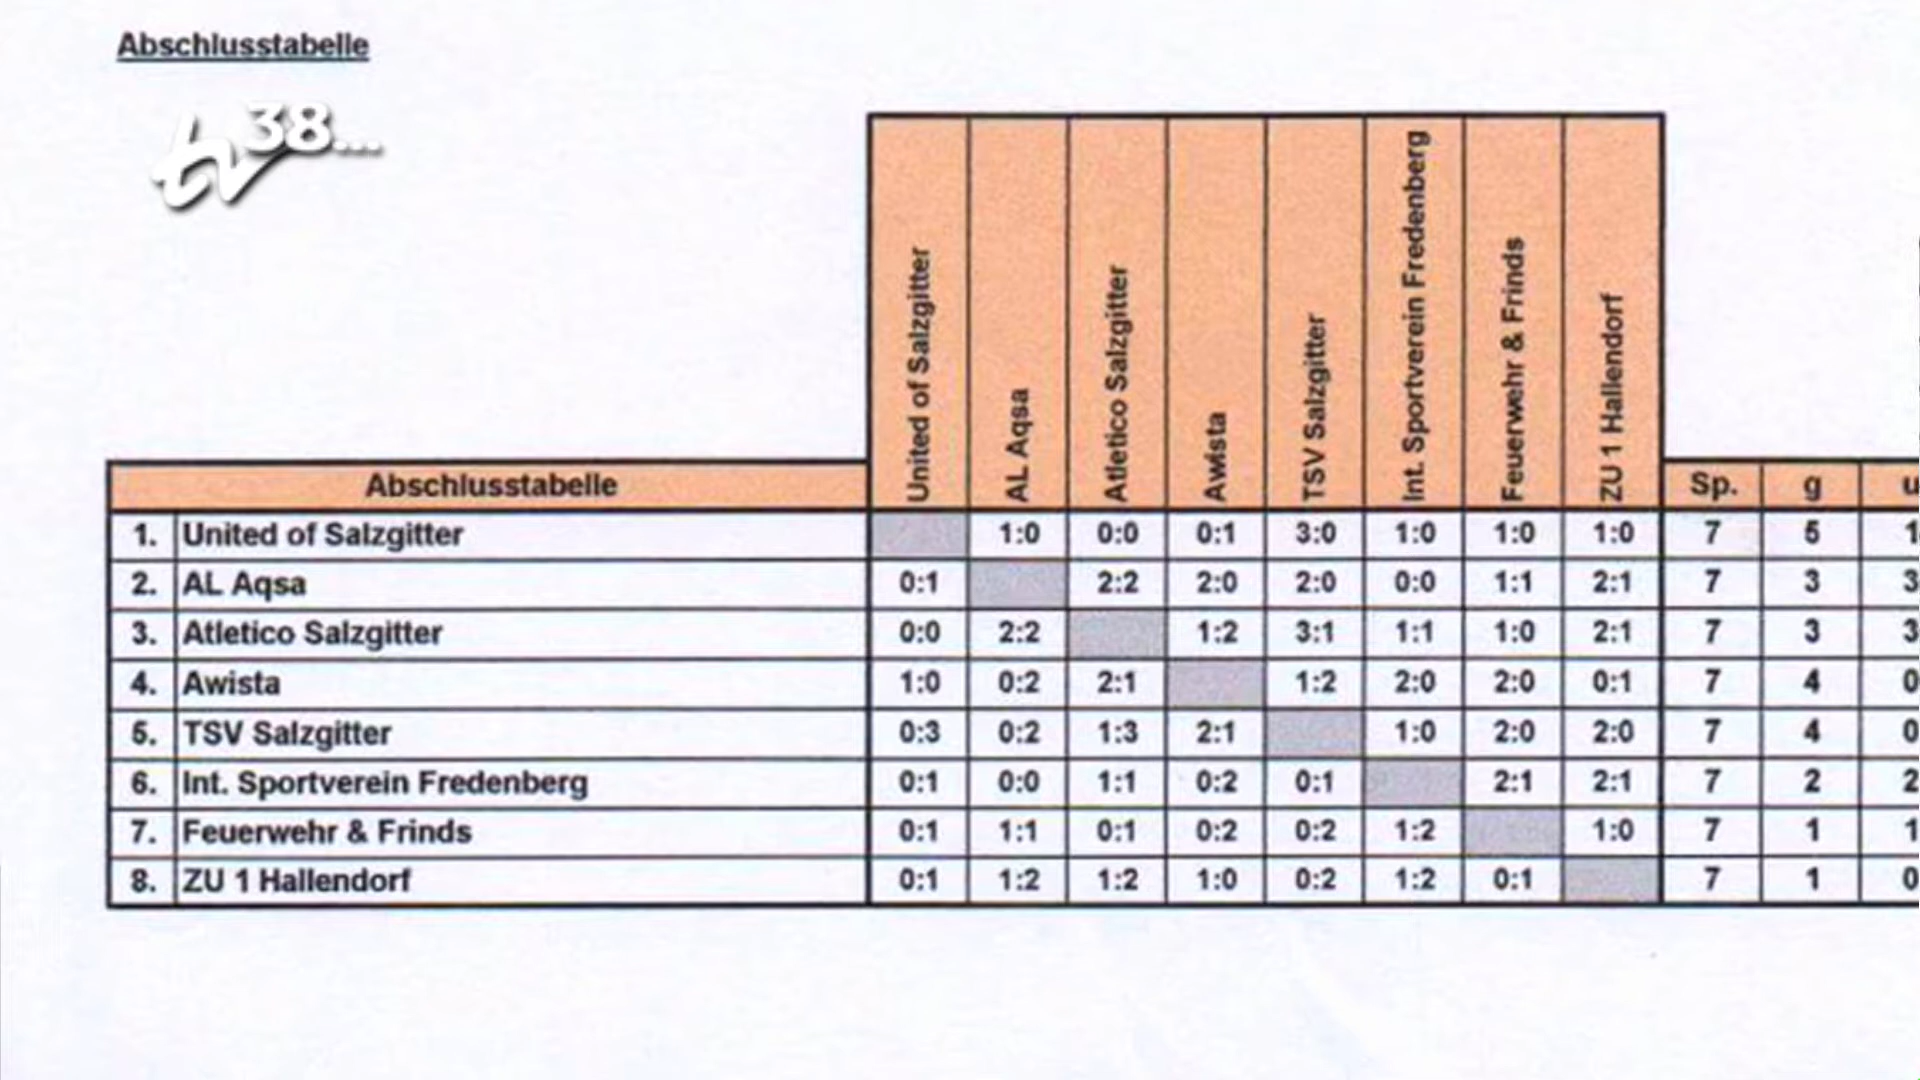 Abschlusstabelle
tv38...
United of Salzgitter
AL Aqsa
Atletico Salzgitter
Awista
TSV Salzgitter
Int. Sportverein Fredenberg
Feuerwehr & Frinds
ZU 1 Hallendorf
Abschlusstabelle Sp. g u
1. United of Salzgitter 1:0 0:0 0:1 3:0 1:0 1:0 1:0 7 5 1
2. AL Aqsa 0:1 2:2 2:0 2:0 0:0 1:1 2:1 7 3 3
3. Atletico Salzgitter 0:0 2:2 1:2 3:1 1:1 1:0 2:1 7 3 3
4. Awista 1:0 0:2 2:1 1:2 2:0 2:0 0:1 7 4 0
5. TSV Salzgitter 0:3 0:2 1:3 2:1 1:0 2:0 2:0 7 4 0
6. Int. Sportverein Fredenberg 0:1 0:0 1:1 0:2 0:1 2:1 2:1 7 2 2
7. Feuerwehr & Frinds 0:1 1:1 0:1 0:2 0:2 1:2 1:0 7 1 1
8. ZU 1 Hallendorf 0:1 1:2 1:2 1:0 0:2 1:2 0:1 7 1 0